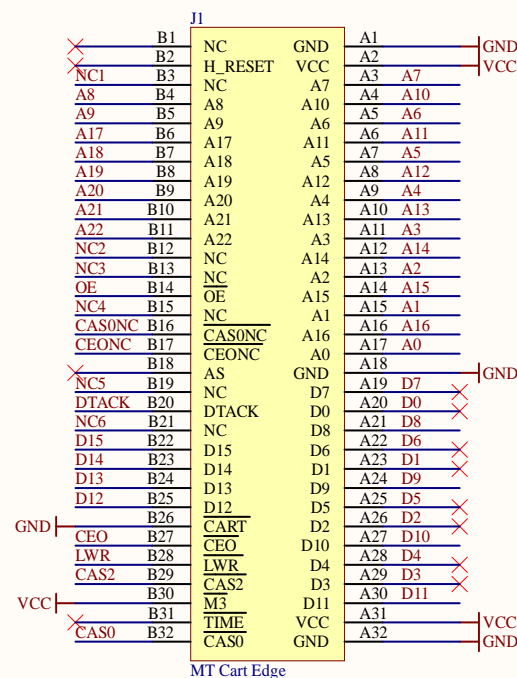 J1
B1 NC GND A1 GND
B2 H_RESET VCC A2 VCC
NC1 B3 NC A7 A3 A7
A8 B4 A8 A10 A4 A10
A9 B5 A9 A6 A5 A6
A17 B6 A17 A11 A6 A11
A18 B7 A18 A5 A7 A5
A19 B8 A19 A12 A8 A12
A20 B9 A20 A4 A9 A4
A21 B10 A21 A13 A10 A13
A22 B11 A22 A3 A11 A3
NC2 B12 NC A14 A12 A14
NC3 B13 NC A2 A13 A2
OE B14 OE A15 A14 A15
NC4 B15 NC A1 A15 A1
CAS0NC B16 CAS0NC A16 A16 A16
CEONC B17 CEONC A0 A17 A0
B18 AS GND A18 GND
NC5 B19 NC D7 A19 D7
DTACK B20 DTACK D0 A20 D0
NC6 B21 NC D8 A21 D8
D15 B22 D15 D6 A22 D6
D14 B23 D14 D1 A23 D1
D13 B24 D13 D9 A24 D9
D12 B25 D12 D5 A25 D5
GND B26 CART D2 A26 D2
CEO B27 CEO D10 A27 D10
LWR B28 LWR D4 A28 D4
CAS2 B29 CAS2 D3 A29 D3
VCC B30 M3 D11 A30 D11
B31 TIME VCC A31 VCC
CAS0 B32 CAS0 GND A32 GND
MT Cart Edge